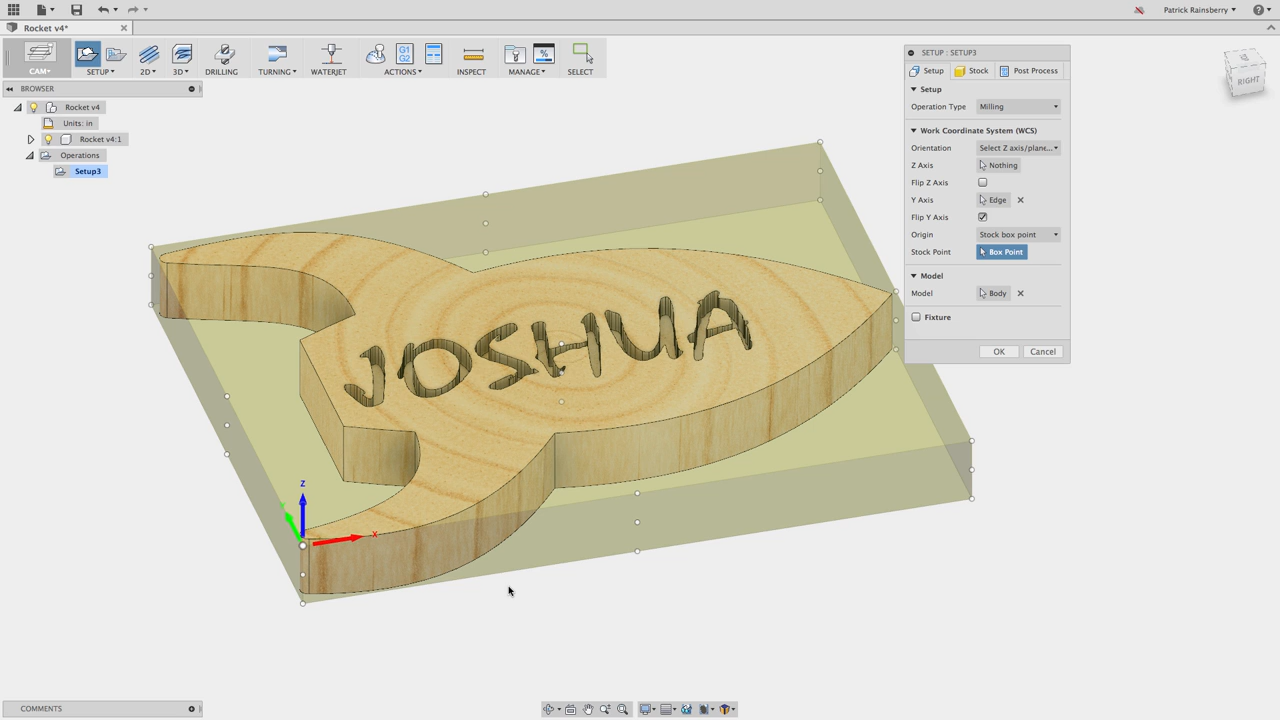 Patrick Rainsberry
Rocket v4*
CAM
SETUP
2D
3D
DRILLING
TURNING
WATERJET
G1
G2
ACTIONS
INSPECT
MANAGE
SELECT
BROWSER
Rocket v4
Units: in
Rocket v4:1
Operations
Setup3
SETUP : SETUP3
Setup
Stock
Post Process
Setup
Operation Type
Milling
Work Coordinate System (WCS)
Orientation
Select Z axis/plane...
Z Axis
Nothing
Flip Z Axis
Y Axis
Edge
Flip Y Axis
Origin
Stock box point
Stock Point
Box Point
Model
Model
Body
Fixture
OK
Cancel
RIGHT
JOSHUA
Z
X
COMMENTS